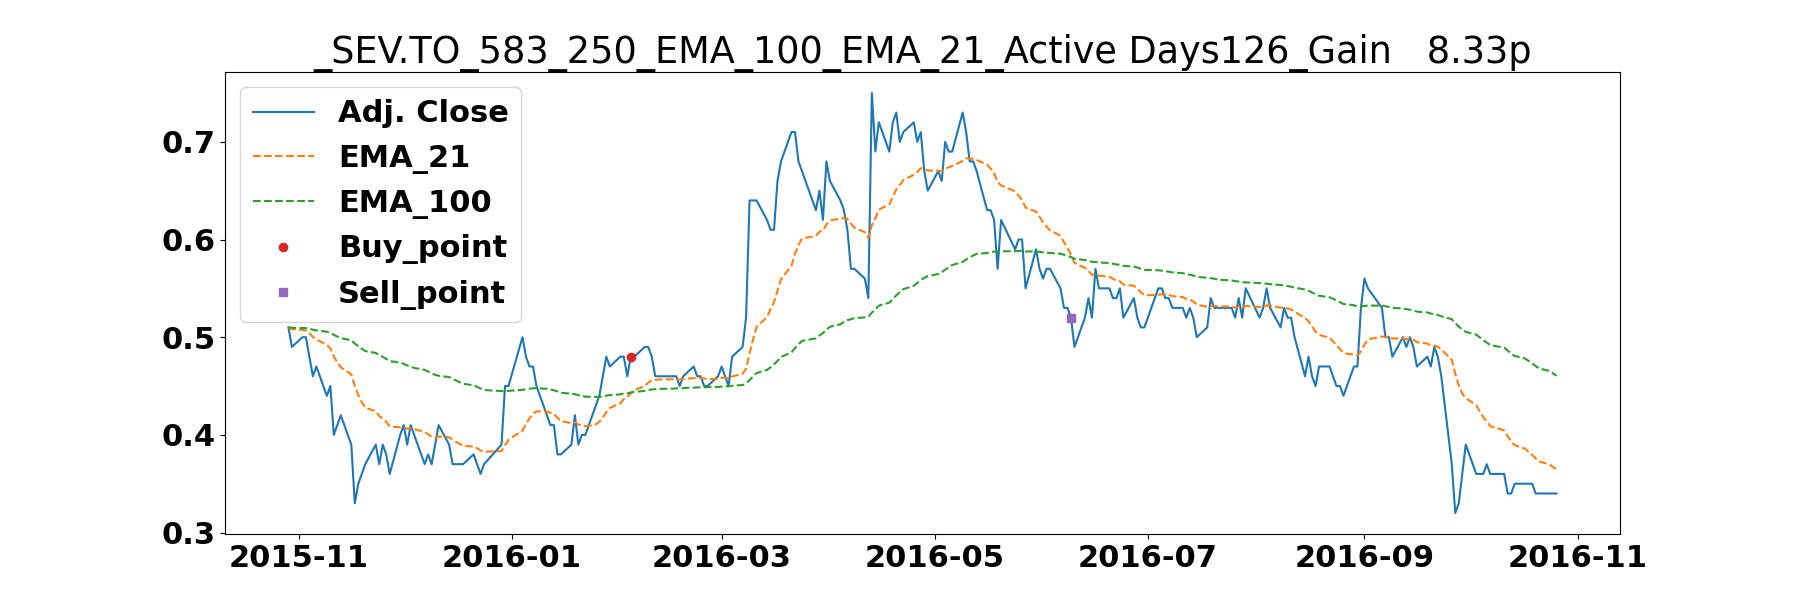 _SEV.TO_583_250_EMA_100_EMA_21_Active Days126_Gain   8.33p
Adj. Close
EMA_21
EMA_100
Buy_point
Sell_point
0.7
0.6
0.5
0.4
0.3
2015-11 2016-01 2016-03 2016-05 2016-07 2016-09 2016-11